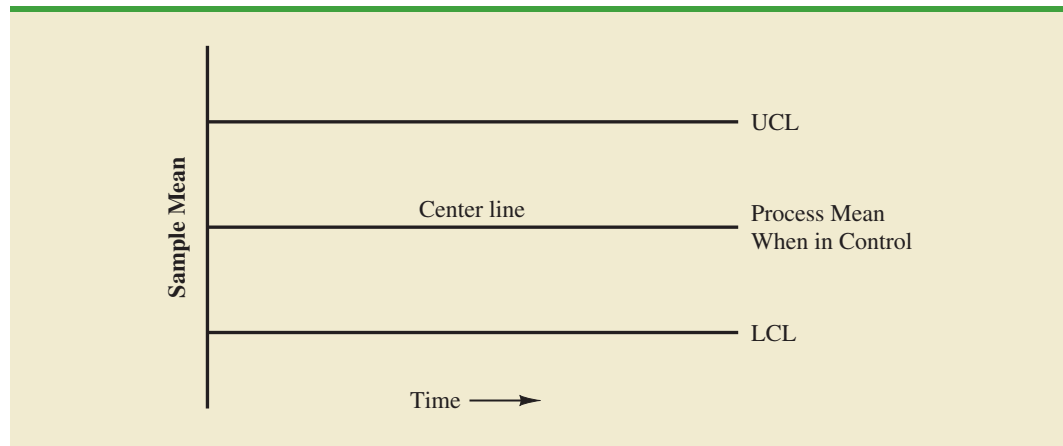 Sample Mean
UCL
Center line
Process Mean
When in Control
LCL
Time